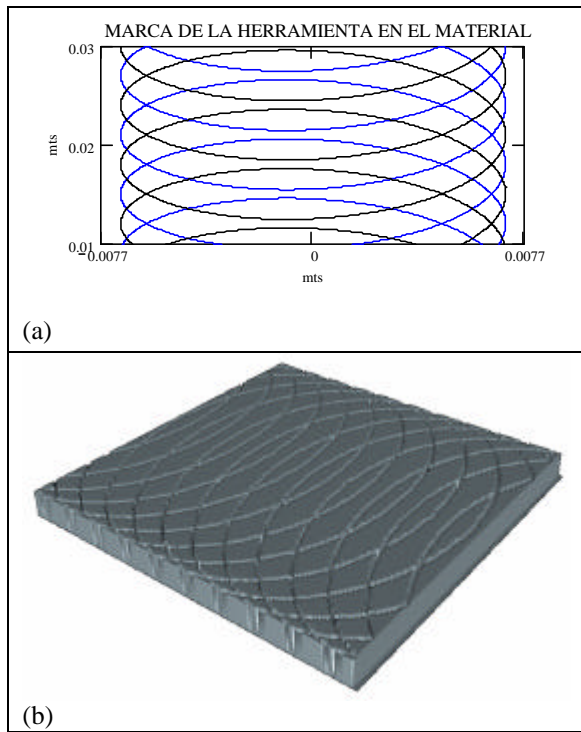 MARCA DE LA HERRAMIENTA EN EL MATERIAL
0.03
0.02
0.01
mts
−0.0077 0 0.0077
mts
(a)
(b)